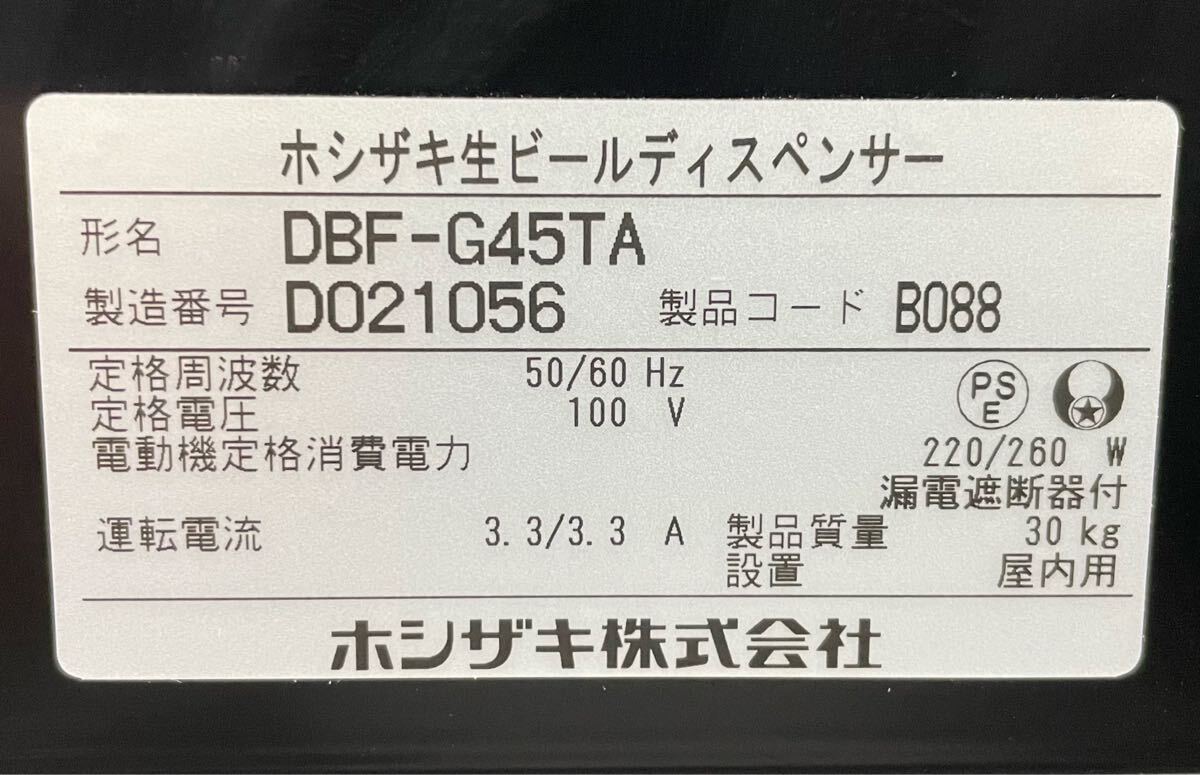 ホシザキ生ビールディスペンサー
形名 DBF-G45TA
製造番号 D021056 製品コード B088
定格周波数 50/60 Hz
定格電圧 100 V
PSE
電動機定格消費電力 220/260 W
漏電遮断器付
運転電流 3.3/3.3 A 製品質量 30 kg
設置 屋内用
ホシザキ株式会社